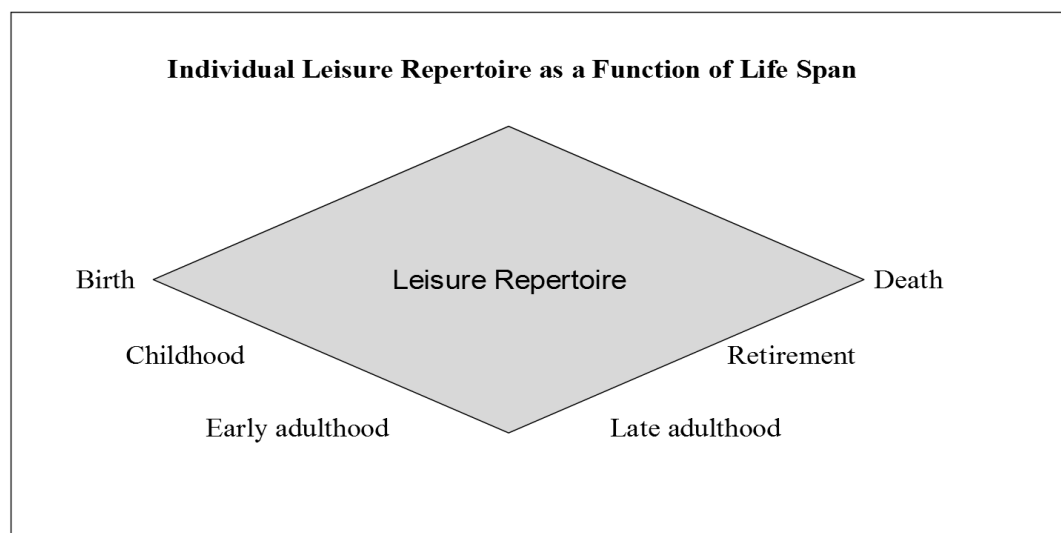 Individual Leisure Repertoire as a Function of Life Span
Birth
Leisure Repertoire
Death
Childhood
Retirement
Early adulthood
Late adulthood